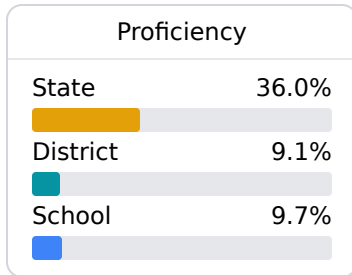 Proficiency
State 36.0%
District 9.1%
School 9.7%